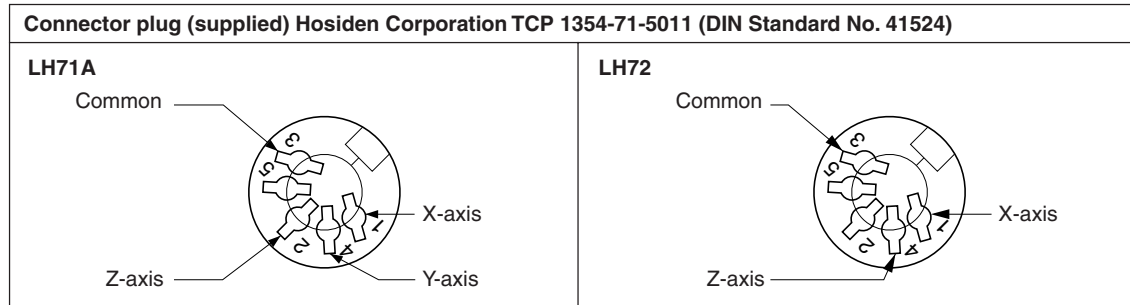 Connector plug (supplied) Hosiden Corporation TCP 1354-71-5011 (DIN Standard No. 41524)
LH71A
Common
3
5
2
4
1
X-axis
Z-axis
Y-axis
LH72
Common
3
5
2
4
1
X-axis
Z-axis